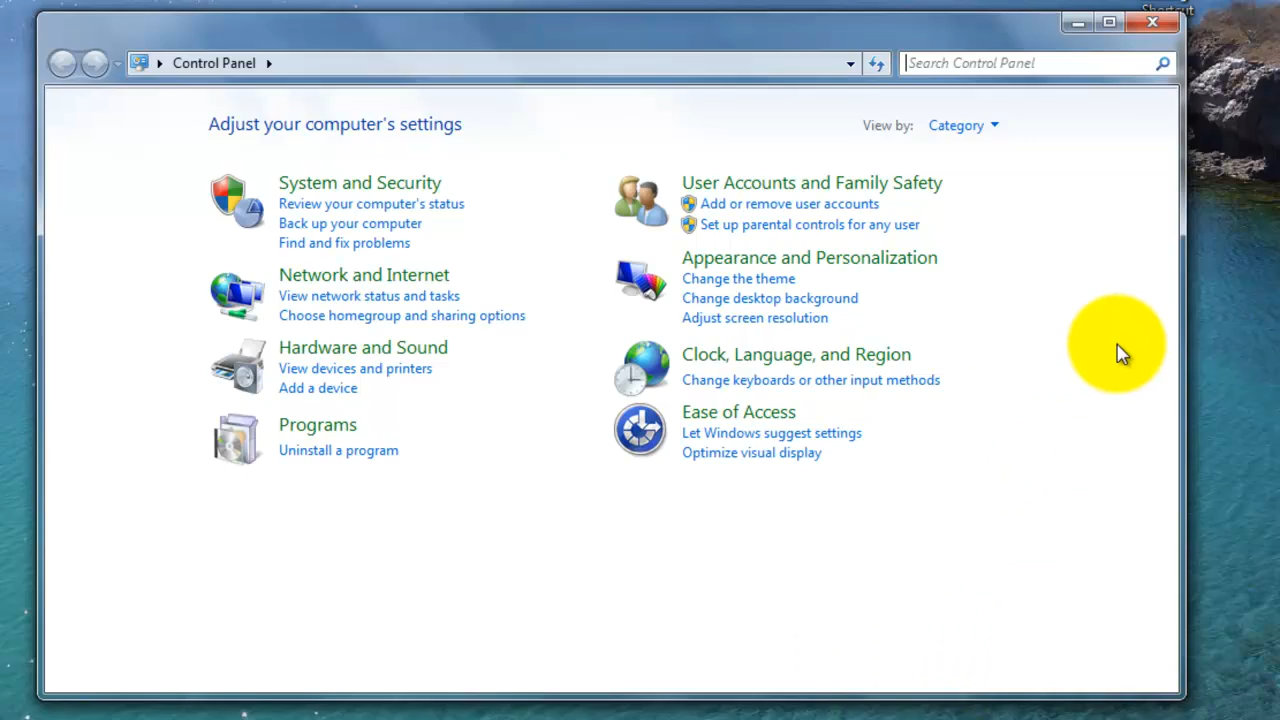 Shortcut
Control Panel
Search Control Panel
Adjust your computer's settings
View by: Category
System and Security
Review your computer's status
Back up your computer
Find and fix problems
Network and Internet
View network status and tasks
Choose homegroup and sharing options
Hardware and Sound
View devices and printers
Add a device
Programs
Uninstall a program
User Accounts and Family Safety
Add or remove user accounts
Set up parental controls for any user
Appearance and Personalization
Change the theme
Change desktop background
Adjust screen resolution
Clock, Language, and Region
Change keyboards or other input methods
Ease of Access
Let Windows suggest settings
Optimize visual display